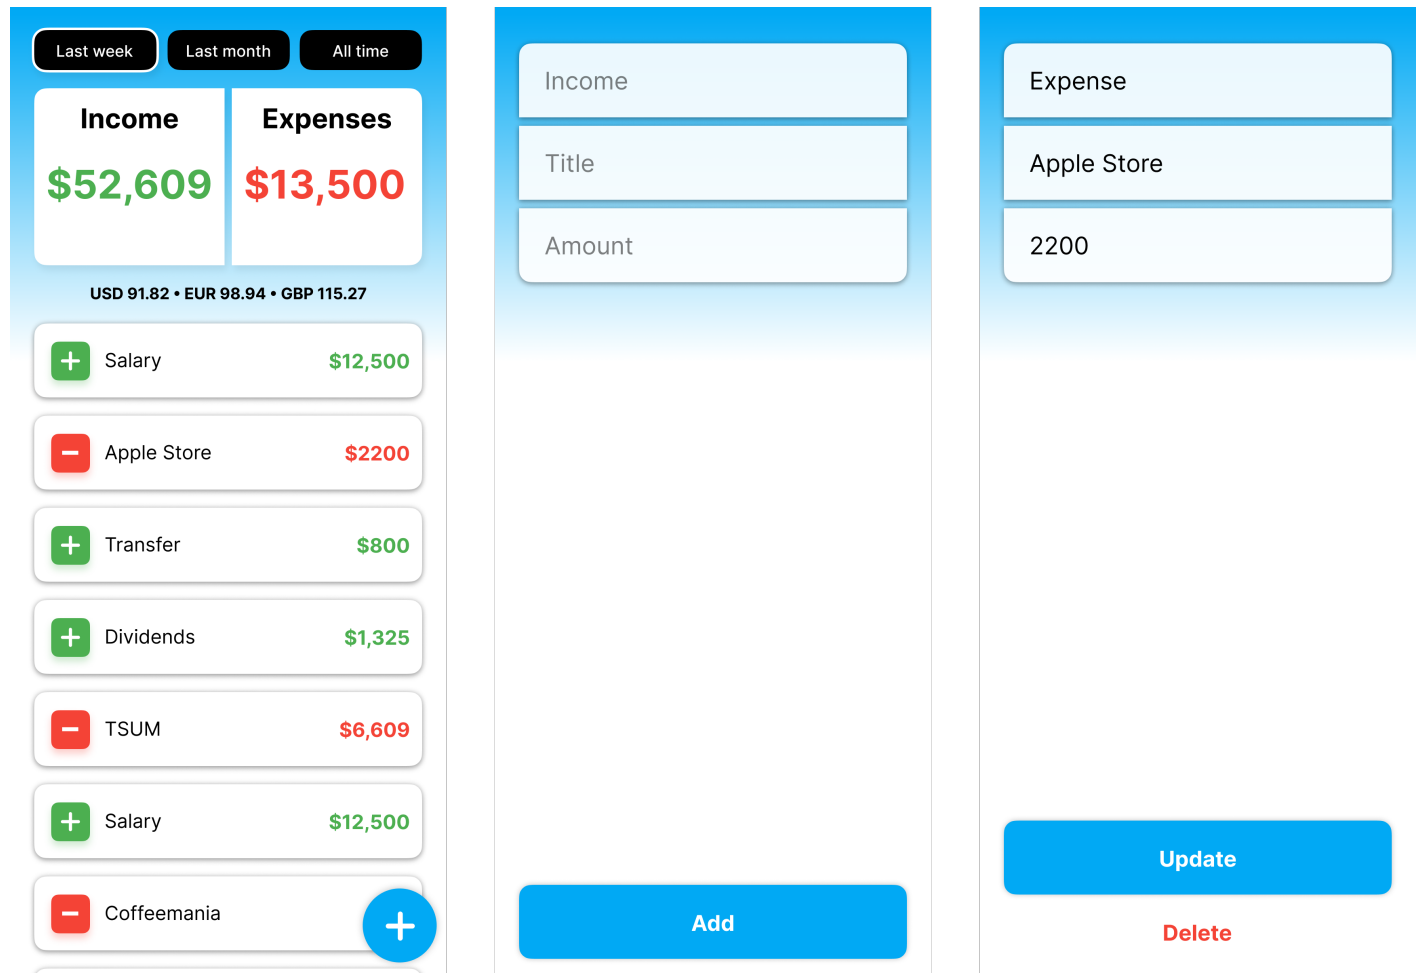 Last week Last month All time
Income Expenses
$52,609 $13,500
USD 91.82 • EUR 98.94 • GBP 115.27
Salary $12,500
Apple Store $2200
Transfer $800
Dividends $1,325
TSUM $6,609
Salary $12,500
Coffeemania
Income
Title
Amount
Add
Expense
Apple Store
2200
Update
Delete